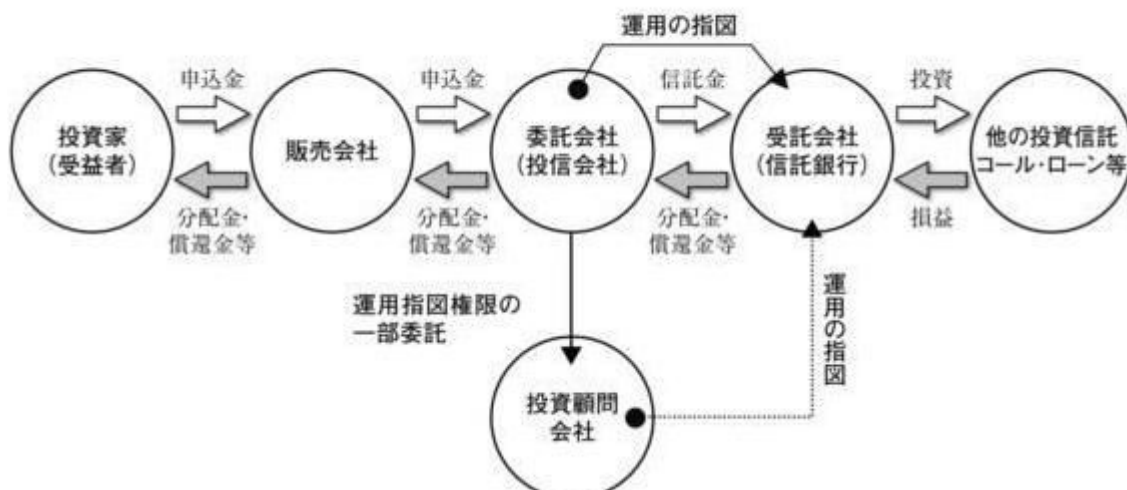 運用の指図
申込金
申込金
信託金
投資
投資家
(受益者)
販売会社
委託会社
(投信会社)
受託会社
(信託銀行)
他の投資信託
コール・ローン等
分配金・
償還金等
分配金・
償還金等
分配金・
償還金等
損益
運用指図権限の
一部委託
運用の指図
投資顧問
会社